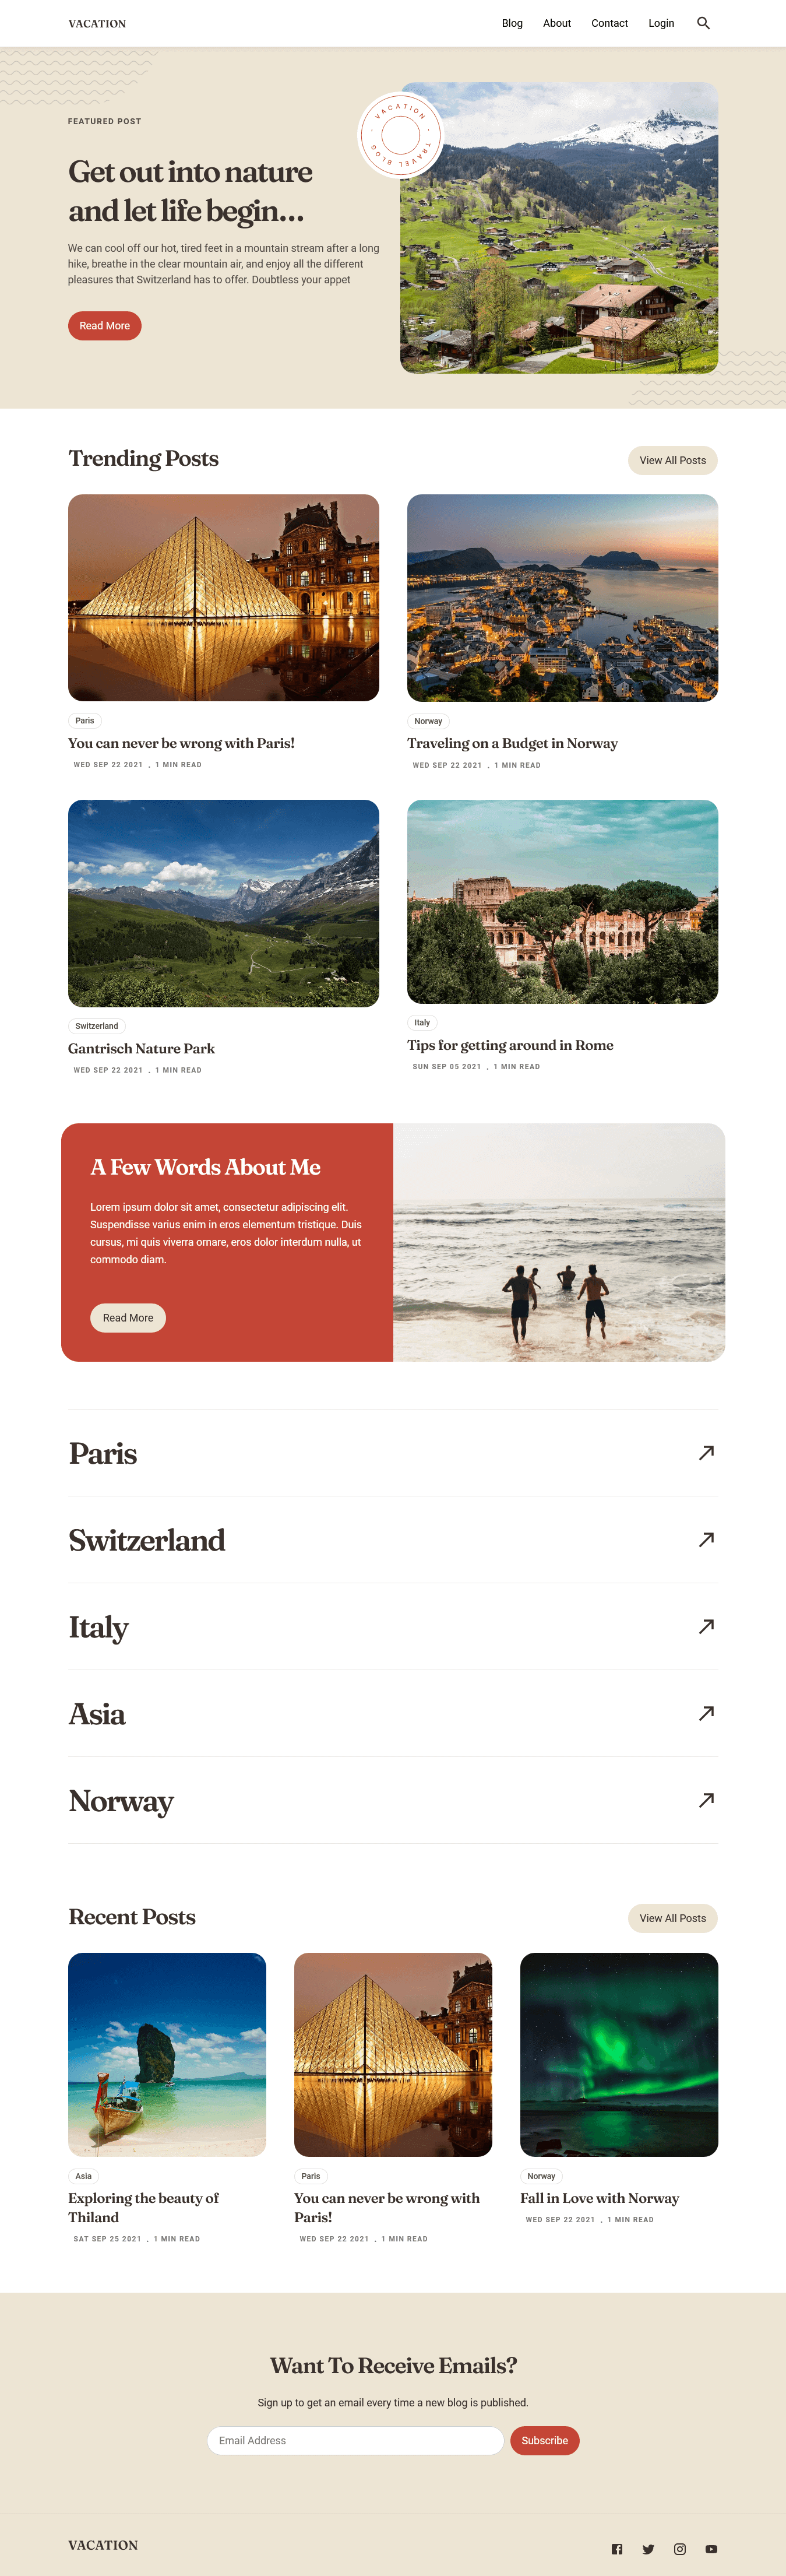 VACATION
Blog
About
Contact
Login
FEATURED POST
VACATION - TRAVEL BLOG -
Get out into nature
and let life begin...
We can cool off our hot, tired feet in a mountain stream after a long
hike, breathe in the clear mountain air, and enjoy all the different
pleasures that Switzerland has to offer. Doubtless your appet
Read More
Trending Posts
View All Posts
Paris
You can never be wrong with Paris!
WED SEP 22 2021 . 1 MIN READ
Norway
Traveling on a Budget in Norway
WED SEP 22 2021 . 1 MIN READ
Switzerland
Gantrisch Nature Park
WED SEP 22 2021 . 1 MIN READ
Italy
Tips for getting around in Rome
SUN SEP 05 2021 . 1 MIN READ
A Few Words About Me
Lorem ipsum dolor sit amet, consectetur adipiscing elit.
Suspendisse varius enim in eros elementum tristique. Duis
cursus, mi quis viverra ornare, eros dolor interdum nulla, ut
commodo diam.
Read More
Paris
Switzerland
Italy
Asia
Norway
Recent Posts
View All Posts
Asia
Exploring the beauty of
Thiland
SAT SEP 25 2021 . 1 MIN READ
Paris
You can never be wrong with
Paris!
WED SEP 22 2021 . 1 MIN READ
Norway
Fall in Love with Norway
WED SEP 22 2021 . 1 MIN READ
Want To Receive Emails?
Sign up to get an email every time a new blog is published.
Email Address
Subscribe
VACATION